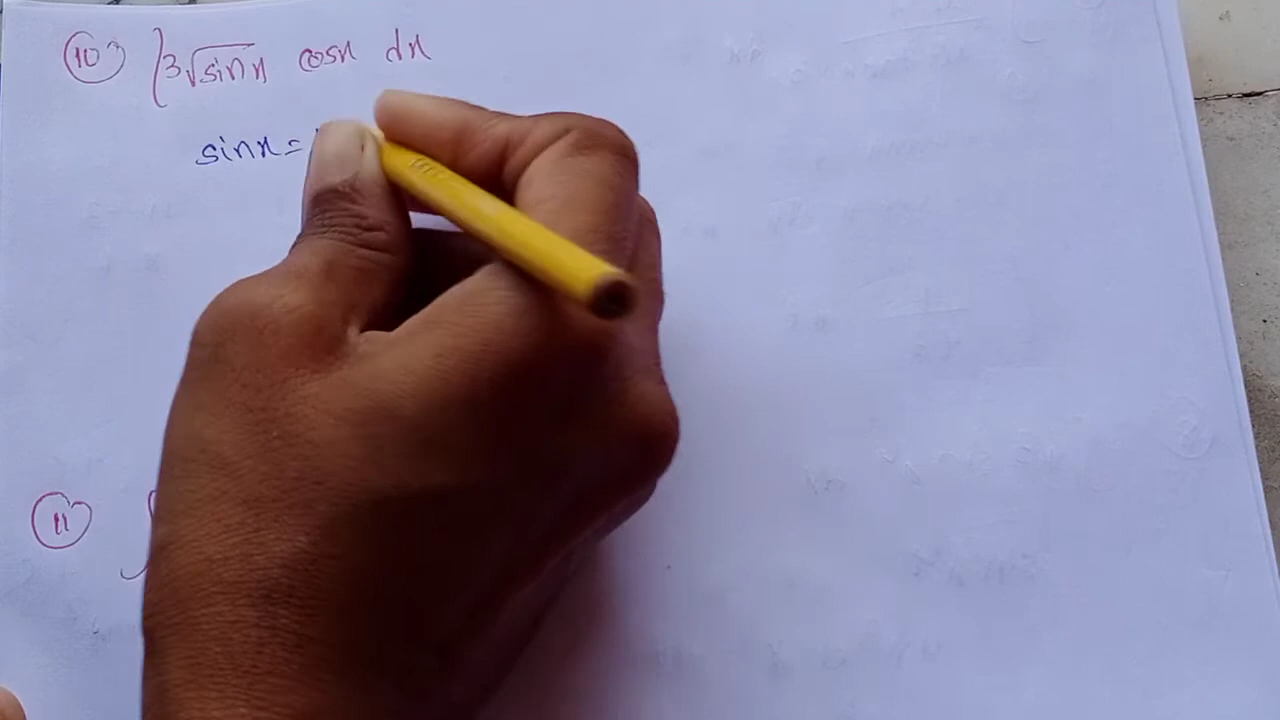 10) ∫ 3√sinx cosx dx
sinx =
11) ∫